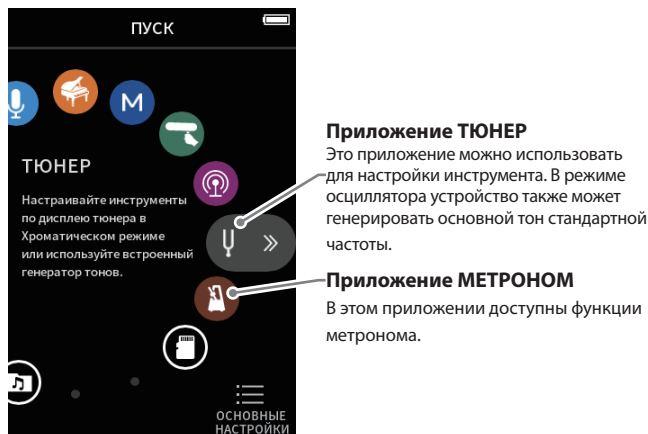 ПУСК
M
ТЮНЕР
Настраивайте инструменты
по дисплею тюнера в
Хроматическом режиме
или используйте встроенный
генератор тонов.
ОСНОВНЫЕ
НАСТРОЙКИ
Приложение ТЮНЕР
Это приложение можно использовать
для настройки инструмента. В режиме
осциллятора устройство также может
генерировать основной тон стандартной
частоты.
Приложение МЕТРОНОМ
В этом приложении доступны функции
метронома.